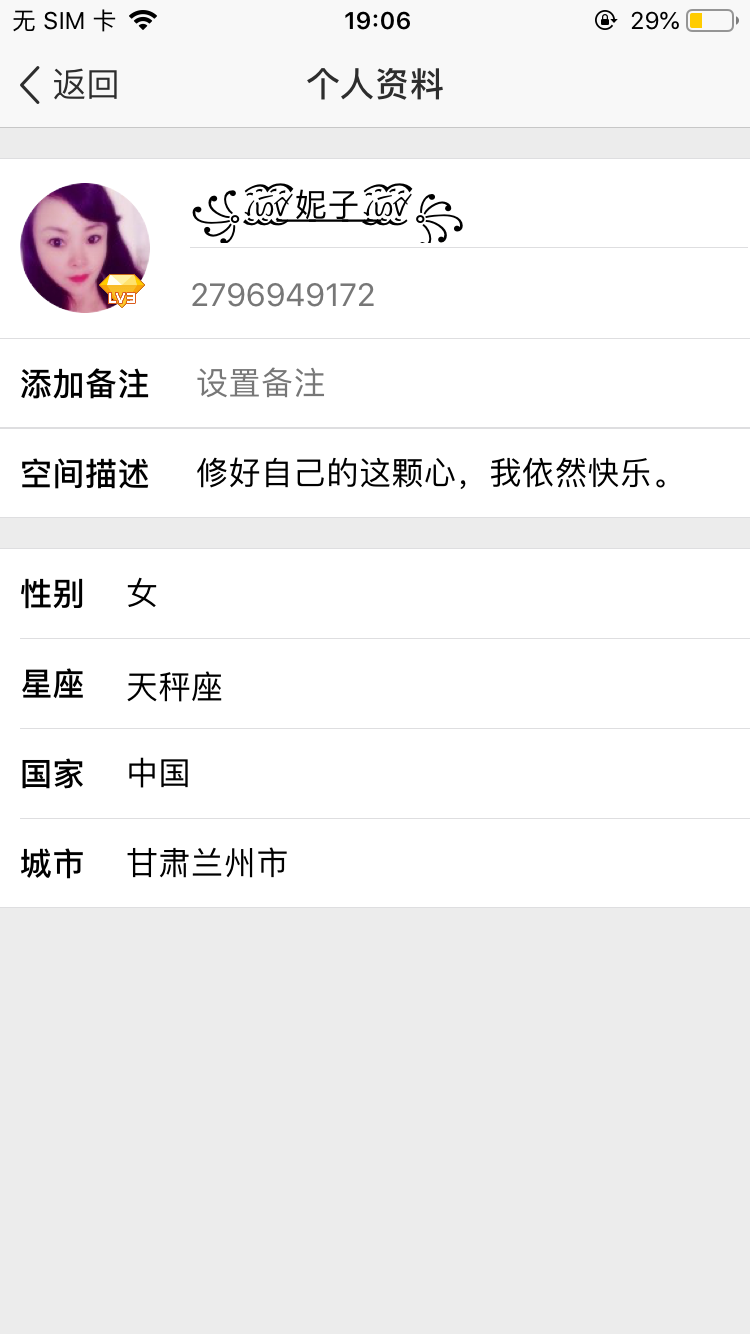 无 SIM 卡 19:06 29%
返回 个人资料
妮子
LV3
2796949172
添加备注 设置备注
空间描述 修好自己的这颗心，我依然快乐。
性别 女
星座 天秤座
国家 中国
城市 甘肃兰州市